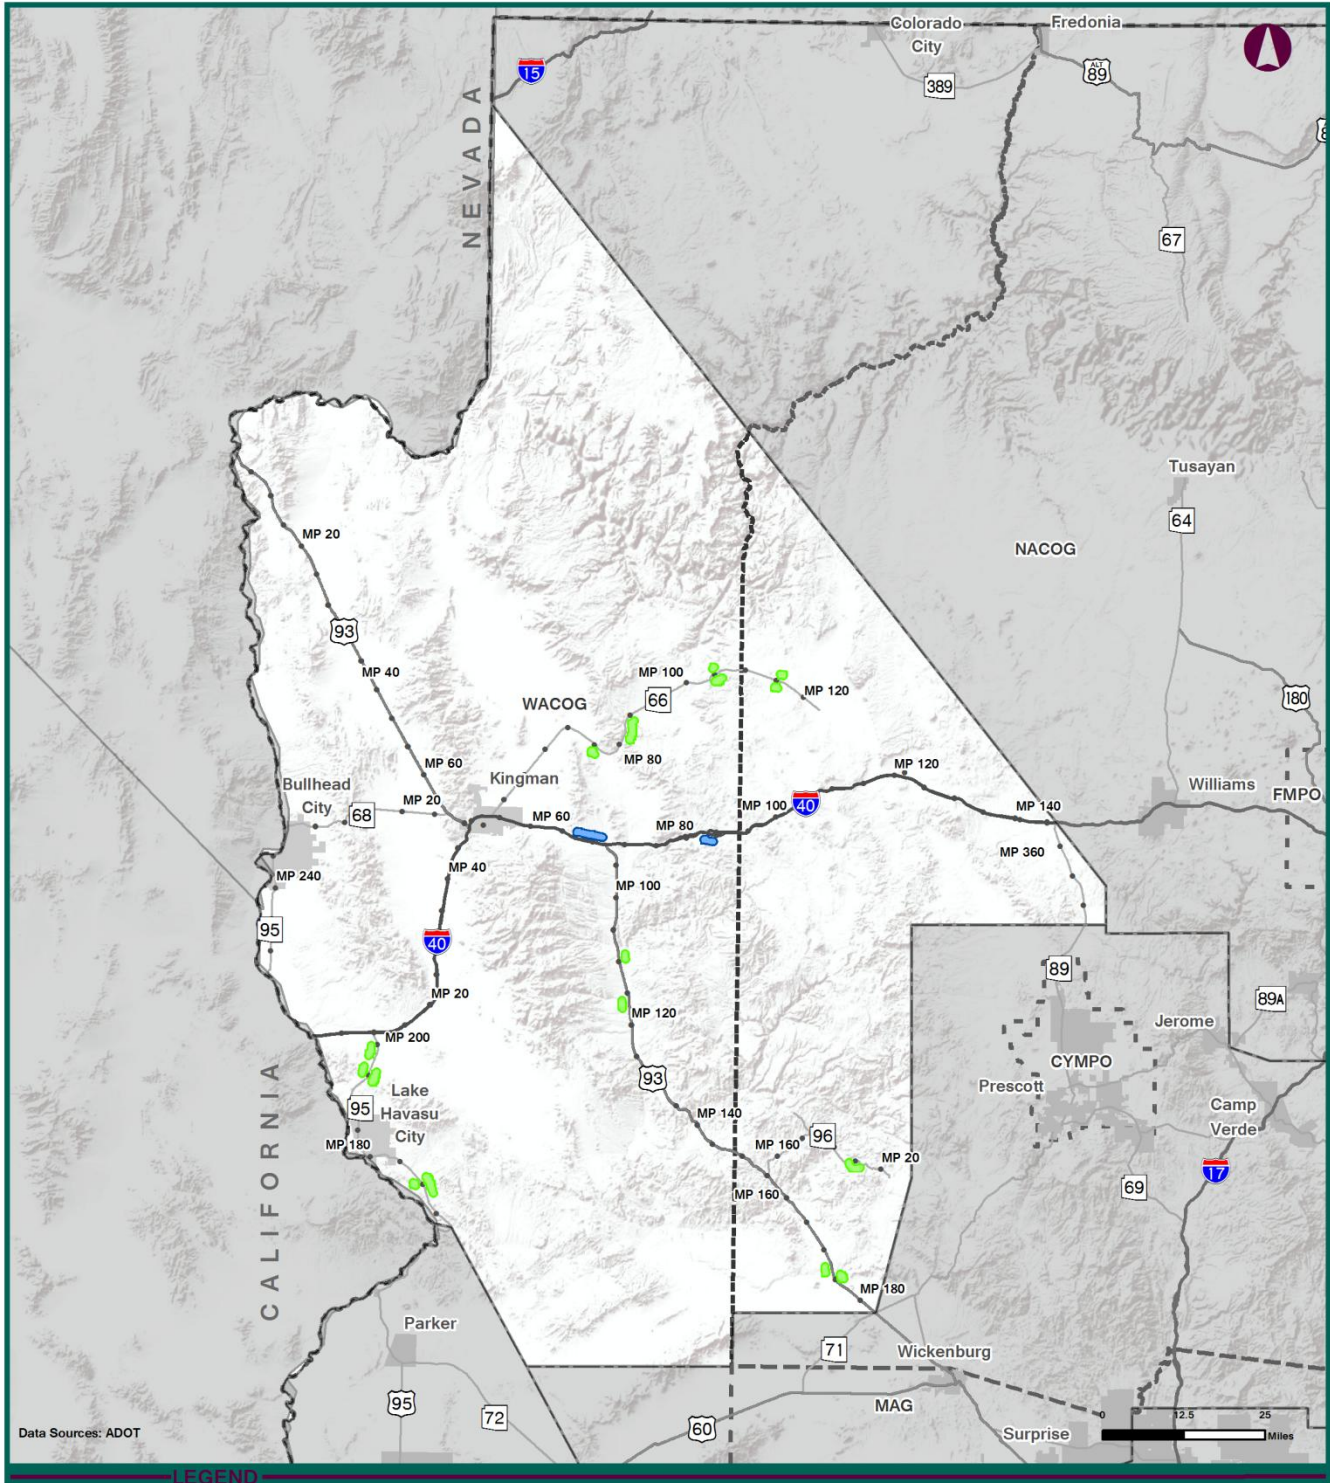 Colorado
City
Fredonia
15
389
ALT
89
8
NEVADA
67
Tusayan
64
NACOG
MP 20
93
MP 40
MP 100
66
MP 120
180
WACOG
MP 80
MP 60
Kingman
Bullhead
City
68
MP 20
MP 60
MP 80
MP 100
40
MP 120
MP 140
Williams
FMPO
MP 360
MP 40
MP 240
MP 100
95
40
89
89A
MP 20
MP 120
MP 200
Jerome
CYMPO
Prescott
93
Lake
Havasu
City
95
Camp
Verde
MP 140
MP 180
MP 160
96
MP 20
17
69
MP 160
CALIFORNIA
MP 180
Parker
71
Wickenburg
95
72
60
MAG
Surprise
0 12.5 25
Miles
Data Sources: ADOT
LEGEND